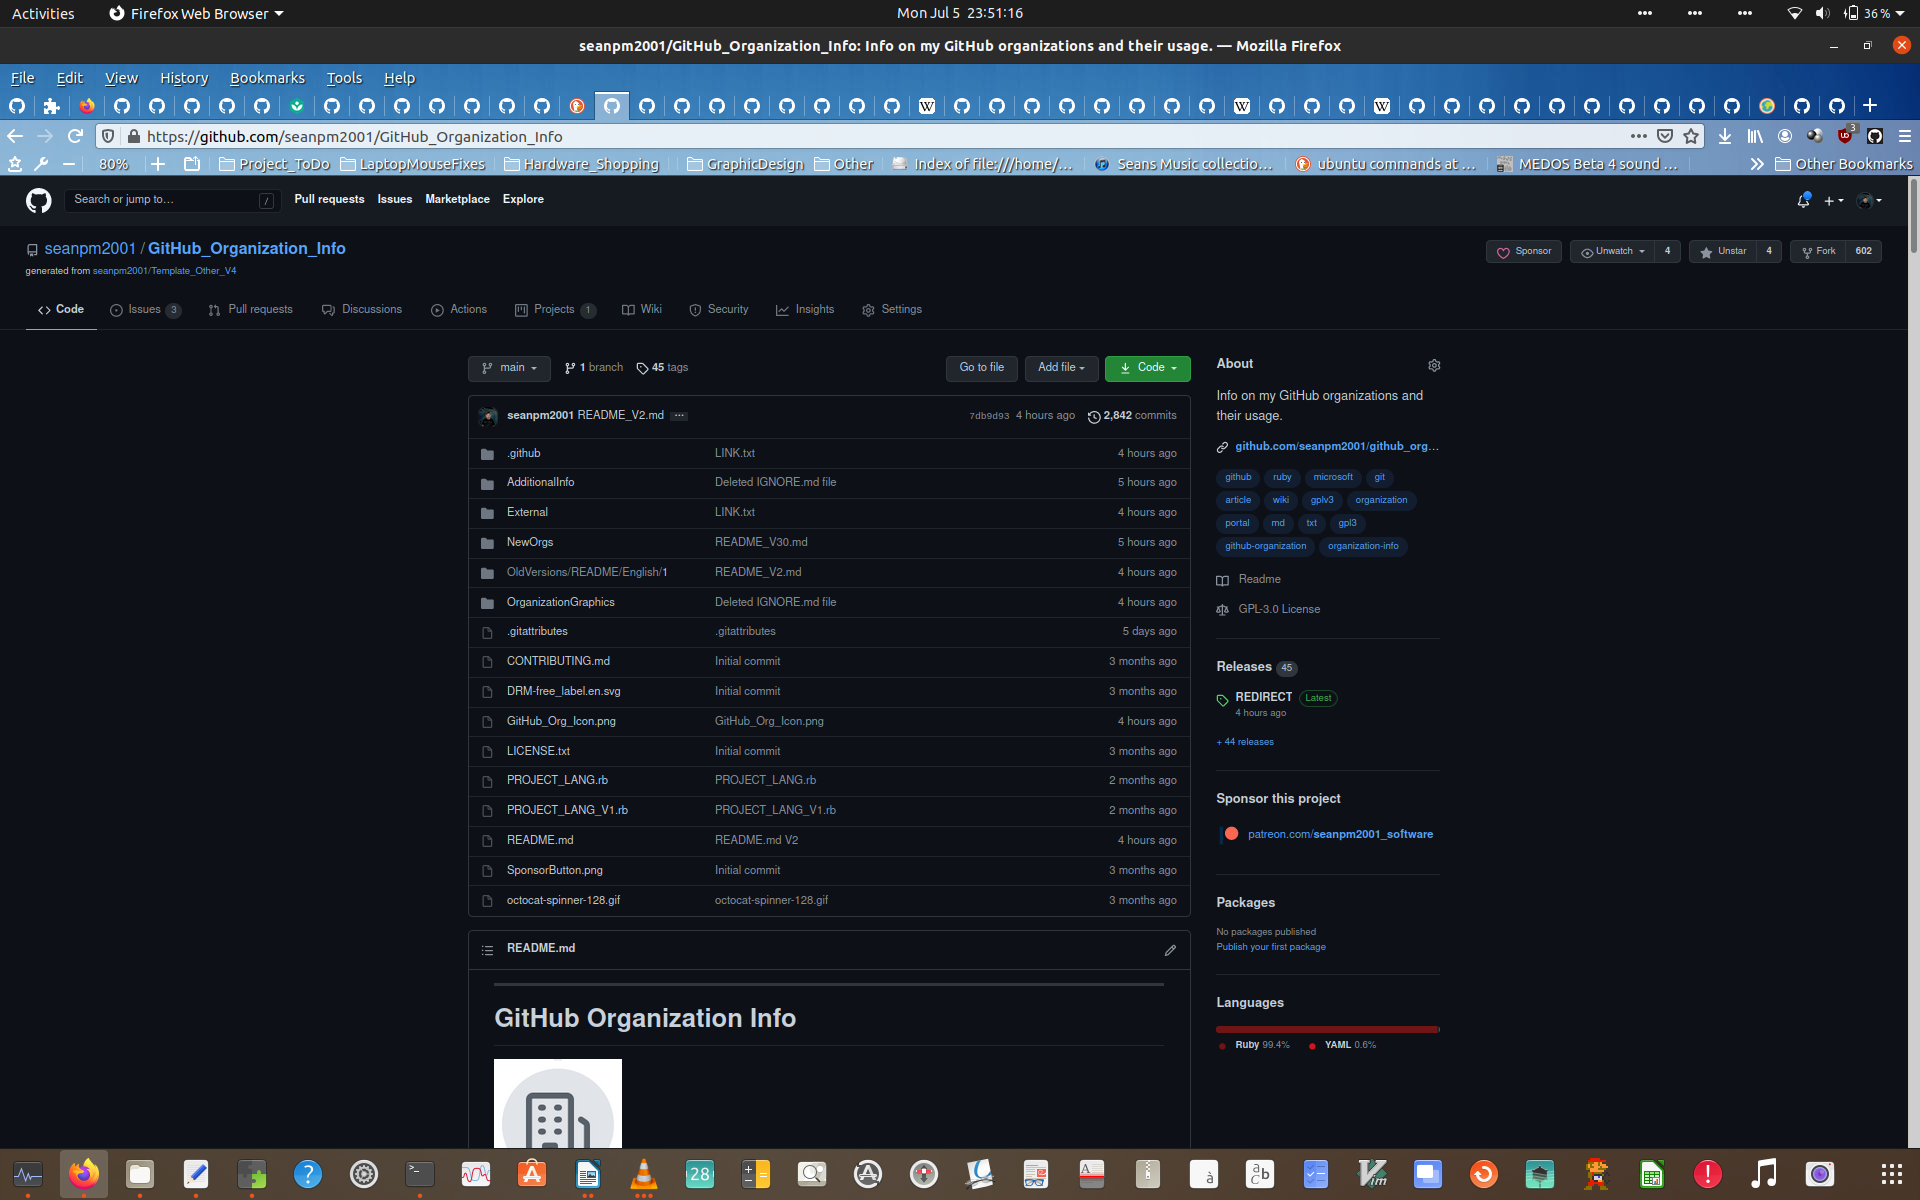 Activities Firefox Web Browser Mon Jul 5 23:51:16 36 %
seanpm2001/GitHub_Organization_Info: Info on my GitHub organizations and their usage. — Mozilla Firefox
File Edit View History Bookmarks Tools Help
https://github.com/seanpm2001/GitHub_Organization_Info 3
80% Project_ToDo LaptopMouseFixes Hardware_Shopping GraphicDesign Other Index of file:///home/... Seans Music collectio... ubuntu commands at ... MEDOS Beta 4 sound ... Other Bookmarks
Search or jump to... / Pull requests Issues Marketplace Explore
seanpm2001 / GitHub_Organization_Info Sponsor Unwatch 4 Unstar 4 Fork 602
generated from seanpm2001/Template_Other_V4
Code Issues 3 Pull requests Discussions Actions Projects 1 Wiki Security Insights Settings
main 1 branch 45 tags Go to file Add file Code
seanpm2001 README_V2.md ... 7db9d93 4 hours ago 2,842 commits
.github LINK.txt 4 hours ago
AdditionalInfo Deleted IGNORE.md file 5 hours ago
External LINK.txt 4 hours ago
NewOrgs README_V30.md 5 hours ago
OldVersions/README/English/1 README_V2.md 4 hours ago
OrganizationGraphics Deleted IGNORE.md file 4 hours ago
.gitattributes .gitattributes 5 days ago
CONTRIBUTING.md Initial commit 3 months ago
DRM-free_label.en.svg Initial commit 3 months ago
GitHub_Org_Icon.png GitHub_Org_Icon.png 4 hours ago
LICENSE.txt Initial commit 3 months ago
PROJECT_LANG.rb PROJECT_LANG.rb 2 months ago
PROJECT_LANG_V1.rb PROJECT_LANG_V1.rb 2 months ago
README.md README.md V2 4 hours ago
SponsorButton.png Initial commit 3 months ago
octocat-spinner-128.gif octocat-spinner-128.gif 3 months ago
README.md
GitHub Organization Info
About
Info on my GitHub organizations and
their usage.
github.com/seanpm2001/github_org...
github ruby microsoft git
article wiki gplv3 organization
portal md txt gpl3
github-organization organization-info
Readme
GPL-3.0 License
Releases 45
REDIRECT Latest
4 hours ago
+ 44 releases
Sponsor this project
patreon.com/seanpm2001_software
Packages
No packages published
Publish your first package
Languages
Ruby 99.4% YAML 0.6%
28